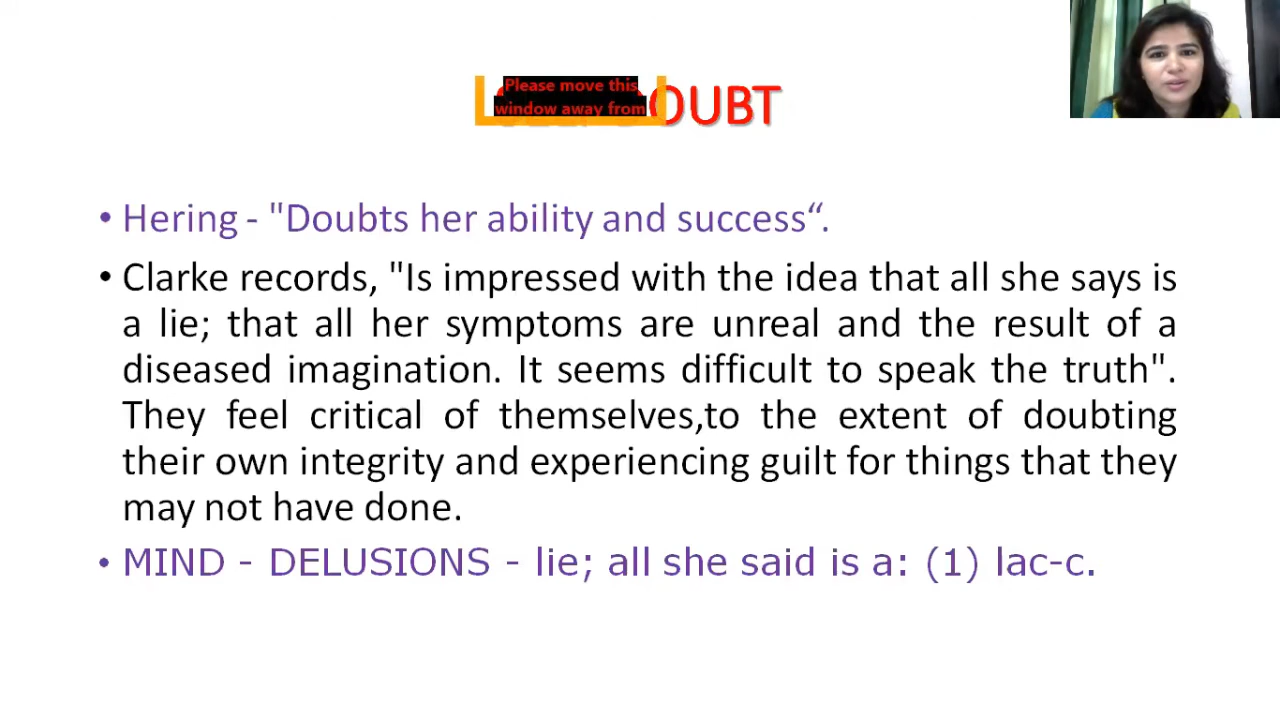 Please move this
window away from
OUBT
• Hering - "Doubts her ability and success“.
• Clarke records, "Is impressed with the idea that all she says is
a lie; that all her symptoms are unreal and the result of a
diseased imagination. It seems difficult to speak the truth".
They feel critical of themselves,to the extent of doubting
their own integrity and experiencing guilt for things that they
may not have done.
• MIND - DELUSIONS - lie; all she said is a: (1) lac-c.